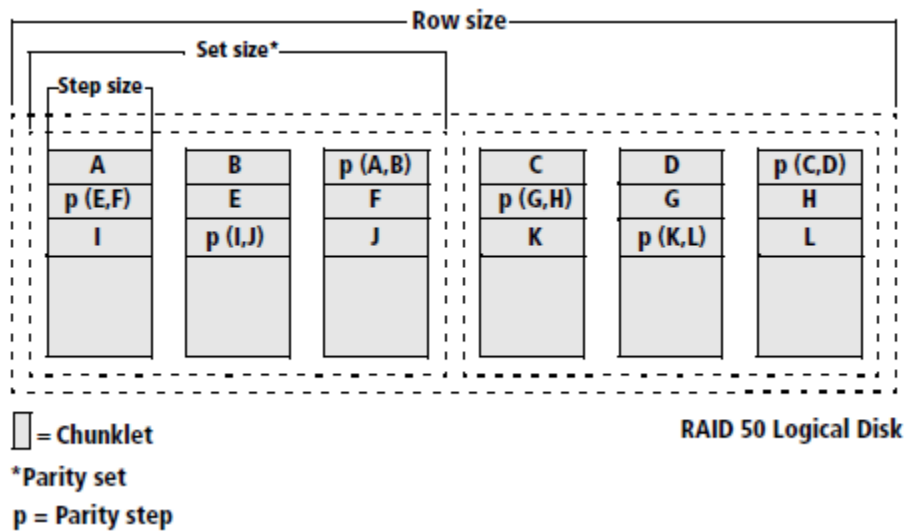 Row size
Set size*
Step size
A B p (A,B) C D p (C,D)
p (E,F) E F p (G,H) G H
I p (I,J) J K p (K,L) L
= Chunklet
RAID 50 Logical Disk
*Parity set
p = Parity step